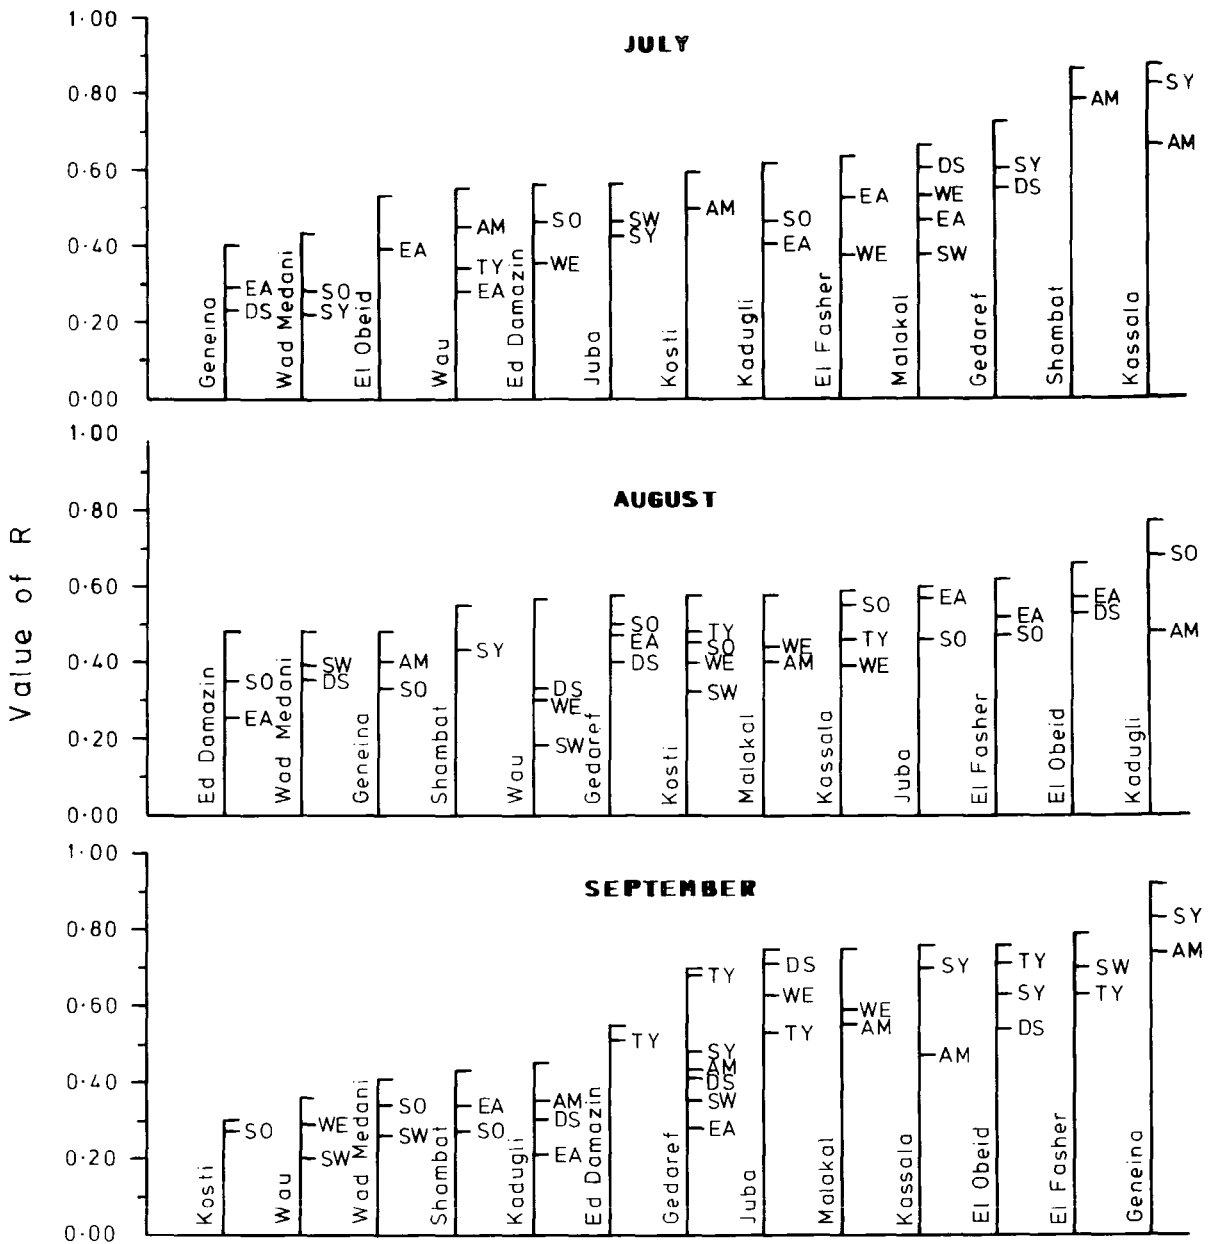 Value of R
JULY
1·00
0·80
0·60
0·40
0·20
0·00
Geneina
EA
DS
Wad Medani
SO
SY
El Obeid
EA
Wau
AM
TY
EA
Ed Damazin
SO
WE
Juba
SW
SY
Kosti
AM
Kadugli
SO
EA
El Fasher
EA
WE
Malakal
DS
WE
EA
SW
Gedaref
SY
DS
Shambat
AM
Kassala
SY
AM
AUGUST
1·00
0·80
0·60
0·40
0·20
0·00
Ed Damazin
SO
EA
Wad Medani
SW
DS
Geneina
AM
SO
Shambat
SY
Wau
DS
WE
SW
Gedaref
SO
EA
DS
Kosti
TY
SO
WE
SW
Malakal
WE
AM
Kassala
SO
TY
WE
Juba
EA
SO
El Fasher
EA
SO
El Obeid
EA
DS
Kadugli
SO
AM
SEPTEMBER
1·00
0·80
0·60
0·40
0·20
0·00
Kosti
SO
Wau
WE
SW
Wad Medani
SO
SW
Shambat
EA
SO
Kadugli
AM
DS
EA
Ed Damazin
TY
Gedaref
TY
SY
AM
DS
SW
EA
Juba
DS
WE
TY
Malakal
WE
AM
Kassala
SY
AM
El Obeid
TY
SY
DS
El Fasher
SW
TY
Geneina
SY
AM